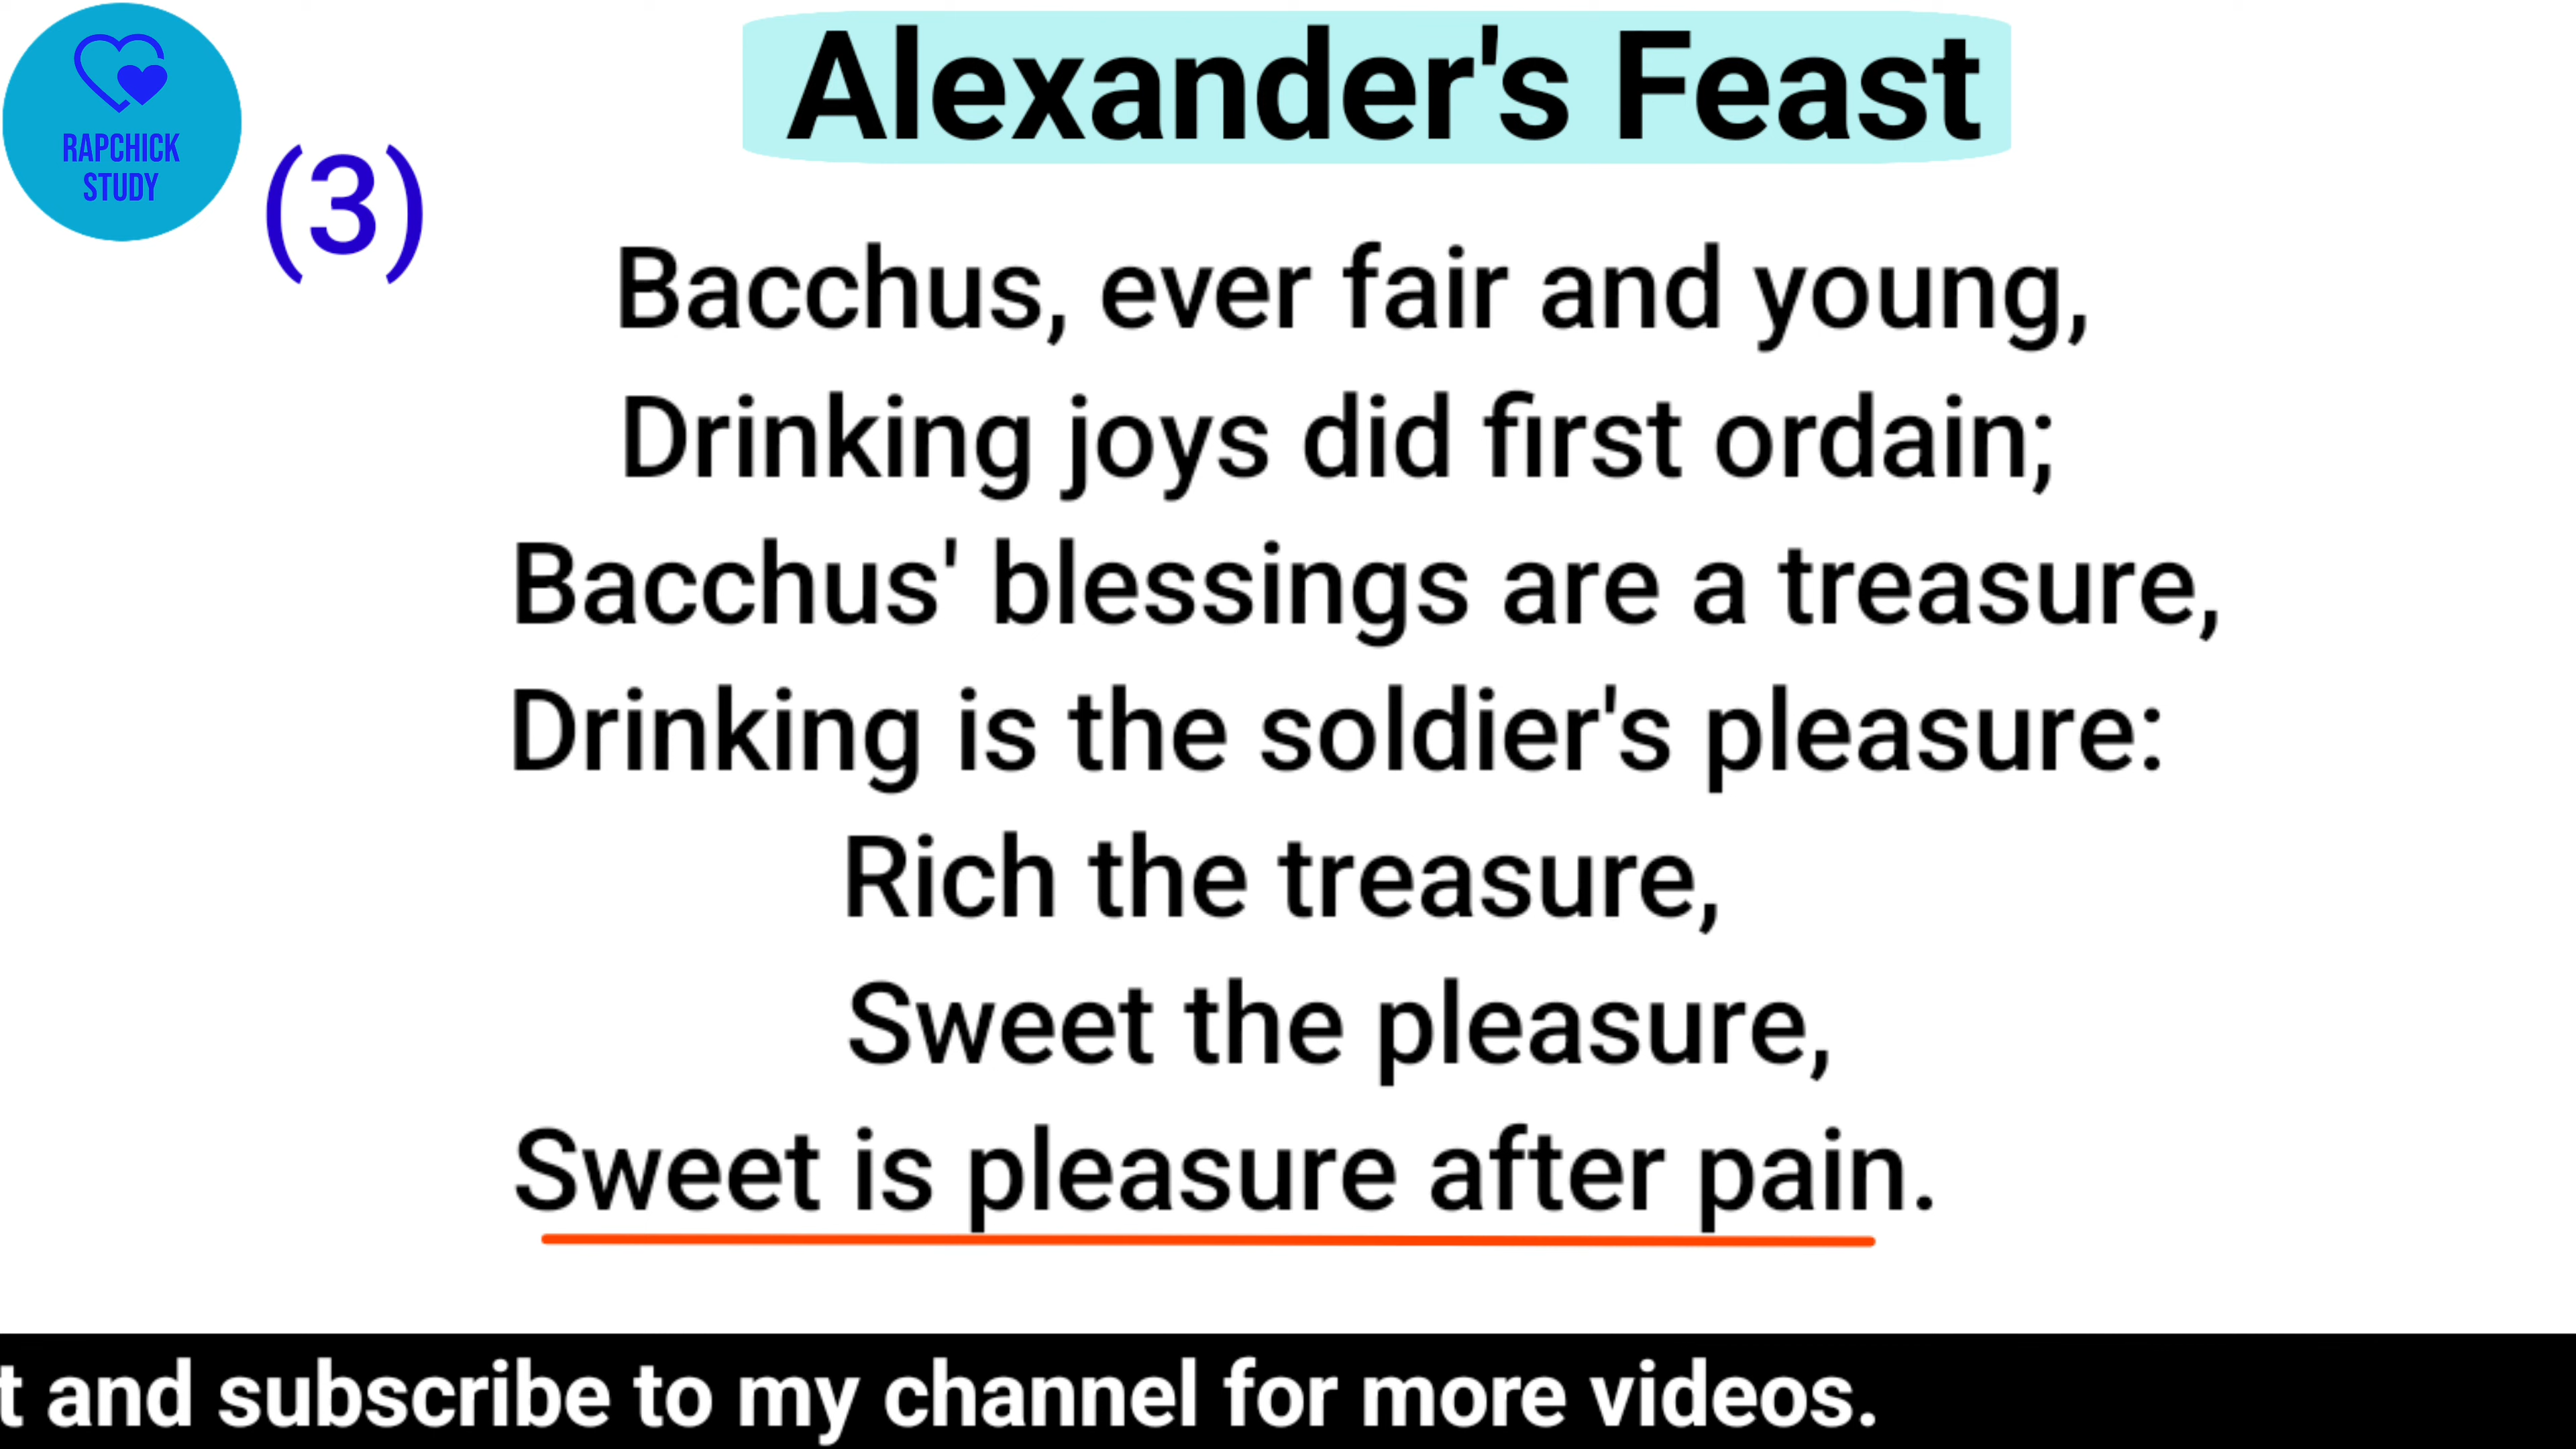 Alexander's Feast
RAPCHICK
STUDY
(3)
Bacchus, ever fair and young,
Drinking joys did first ordain;
Bacchus' blessings are a treasure,
Drinking is the soldier's pleasure:
Rich the treasure,
Sweet the pleasure,
Sweet is pleasure after pain.
t and subscribe to my channel for more videos.